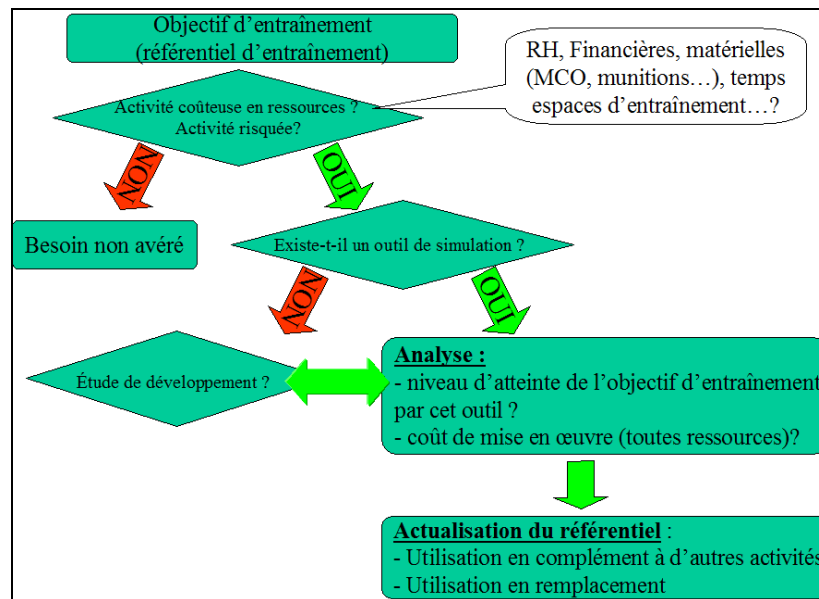 Objectif d’entraînement
(référentiel d’entraînement)
RH, Financières, matérielles
(MCO, munitions…), temps
espaces d’entraînement…?
Activité coûteuse en ressources ?
Activité risquée?
NON
OUI
Besoin non avéré
Existe-t-il un outil de simulation ?
NON
OUI
Étude de développement ?
Analyse :
- niveau d’atteinte de l’objectif d’entraînement
par cet outil ?
- coût de mise en œuvre (toutes ressources)?
Actualisation du référentiel :
- Utilisation en complément à d’autres activités
- Utilisation en remplacement